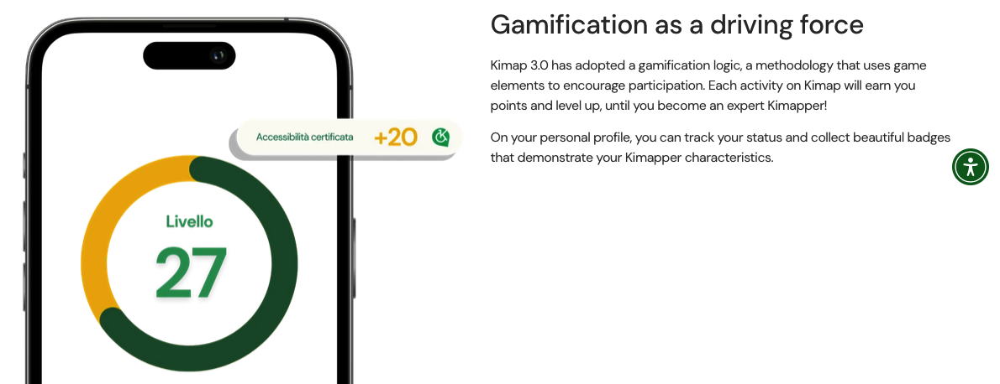 Gamification as a driving force
Kimap 3.0 has adopted a gamification logic, a methodology that uses game
elements to encourage participation. Each activity on Kimap will earn you
points and level up, until you become an expert Kimapper!
On your personal profile, you can track your status and collect beautiful badges
that demonstrate your Kimapper characteristics.
Accessibilità certificata +20
Livello
27